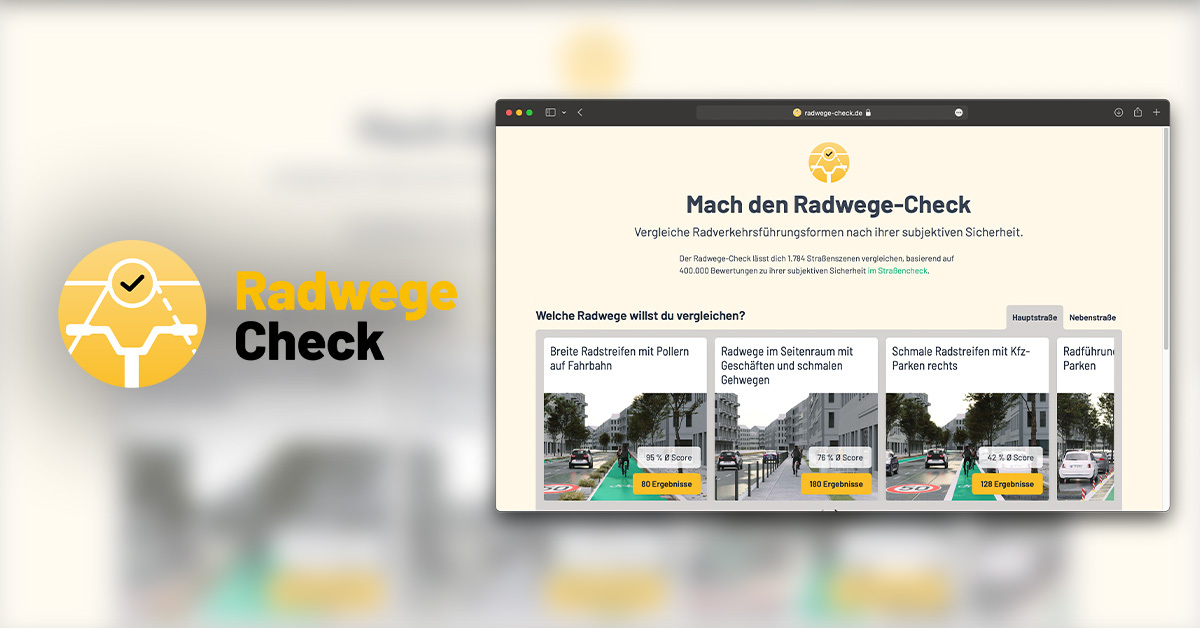 Radwege
Check
radwege-check.de
Mach den Radwege-Check
Vergleiche Radverkehrsführungsformen nach ihrer subjektiven Sicherheit.
Der Radwege-Check lässt dich 1.784 Straßenszenen vergleichen, basierend auf
400.000 Bewertungen zu ihrer subjektiven Sicherheit im Straßencheck.
Welche Radwege willst du vergleichen?
Hauptstraße
Nebenstraße
Breite Radstreifen mit Pollern
auf Fahrbahn
50
95 % Ø Score
80 Ergebnisse
Radwege im Seitenraum mit
Geschäften und schmalen
Gehwegen
76 % Ø Score
180 Ergebnisse
Schmale Radstreifen mit Kfz-
Parken rechts
50
42 % Ø Score
128 Ergebnisse
Radführun
Parken